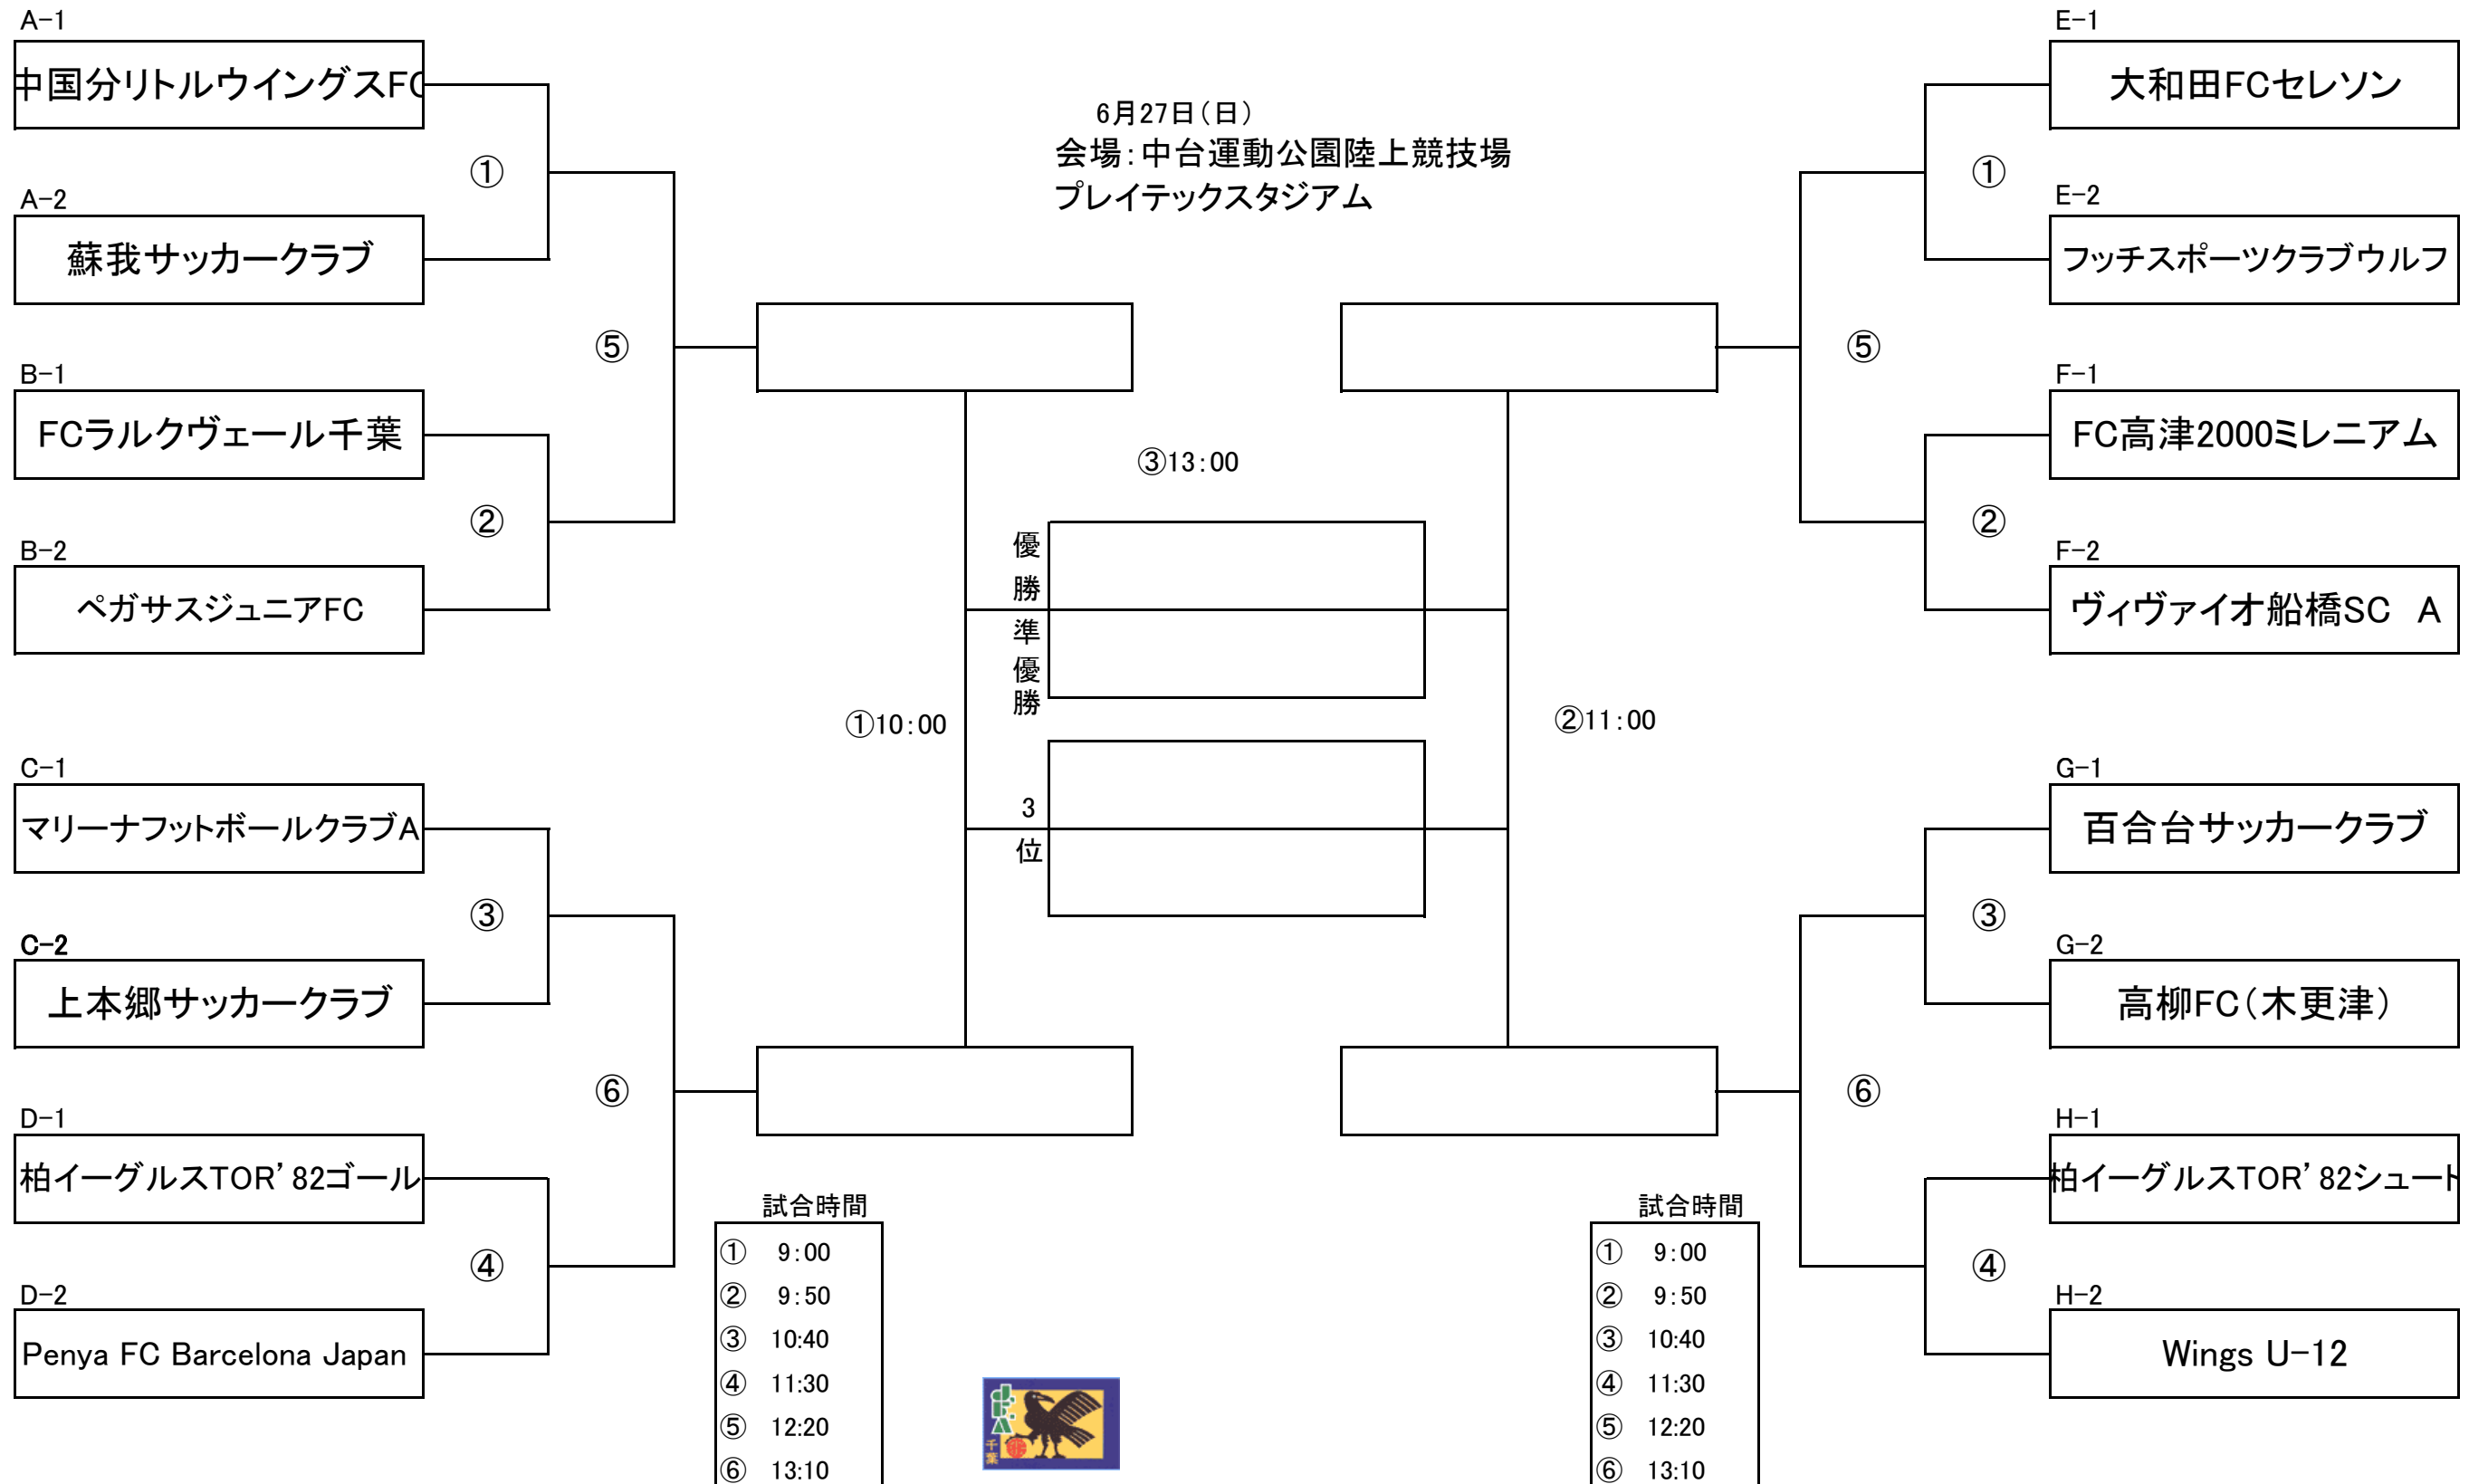 A-1
中国分リトルウイングスFC
①
A-2
蘇我サッカークラブ
⑤
B-1
FCラルクヴェール千葉
②
B-2
ペガサスジュニアFC
C-1
マリーナフットボールクラブA
③
C-2
上本郷サッカークラブ
⑥
D-1
柏イーグルスTOR’82ゴール
④
D-2
Penya FC Barcelona Japan
6月27日(日)
会場:中台運動公園陸上競技場
プレイテックスタジアム
③13:00
優勝
準優勝
①10:00
②11:00
3位
試合時間
① 9:00
② 9:50
③ 10:40
④ 11:30
⑤ 12:20
⑥ 13:10
千葉
試合時間
① 9:00
② 9:50
③ 10:40
④ 11:30
⑤ 12:20
⑥ 13:10
E-1
大和田FCセレソン
①
E-2
フッチスポーツクラブウルフ
⑤
F-1
FC高津2000ミレニアム
②
F-2
ヴィヴァイオ船橋SC A
G-1
百合台サッカークラブ
③
G-2
高柳FC(木更津)
⑥
H-1
柏イーグルスTOR’82シュート
④
H-2
Wings U-12